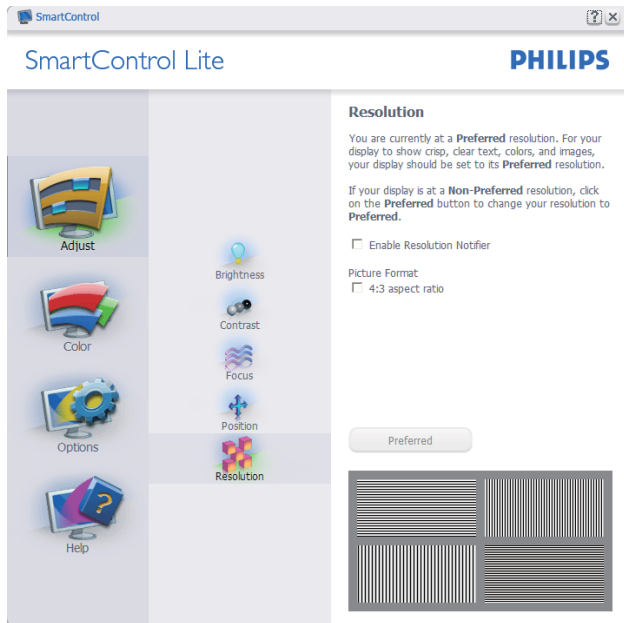 SmartControl
SmartControl Lite
PHILIPS
Adjust
Color
Options
Help
Brightness
Contrast
Focus
Position
Resolution
Resolution
You are currently at a Preferred resolution. For your
display to show crisp, clear text, colors, and images,
your display should be set to its Preferred resolution.
If your display is at a Non-Preferred resolution, click
on the Preferred button to change your resolution to
Preferred.
Enable Resolution Notifier
Picture Format
4:3 aspect ratio
Preferred